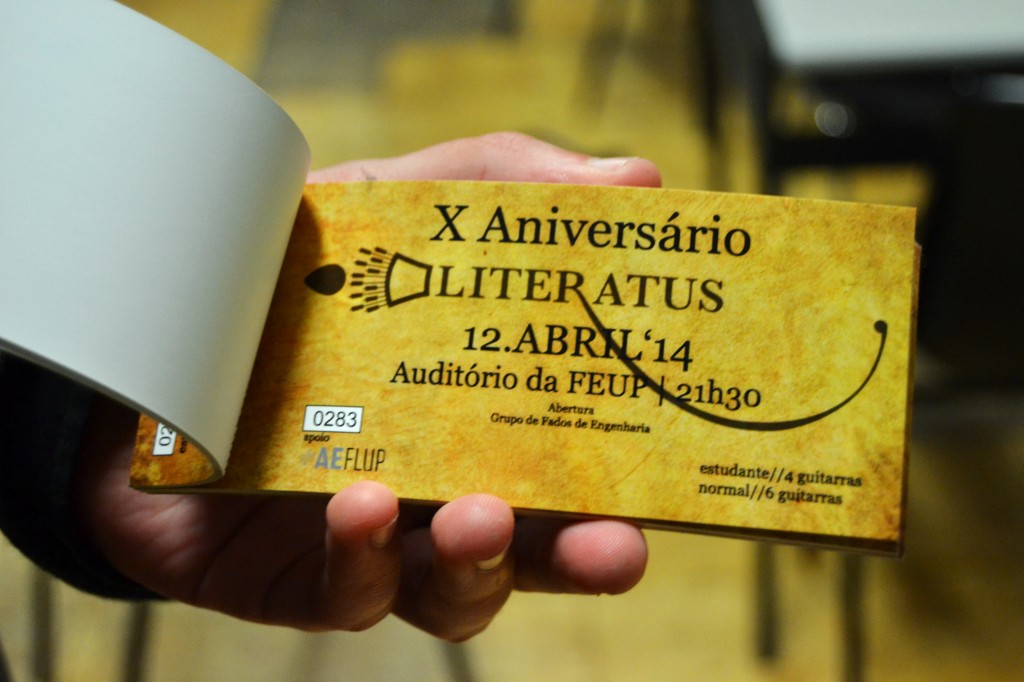 X Aniversário
LITERATUS
12.ABRIL'14
Auditório da FEUP | 21h30
Abertura
Grupo de Fados de Engenharia
0283
apoio
AEFLUP
estudante//4 guitarras
normal//6 guitarras